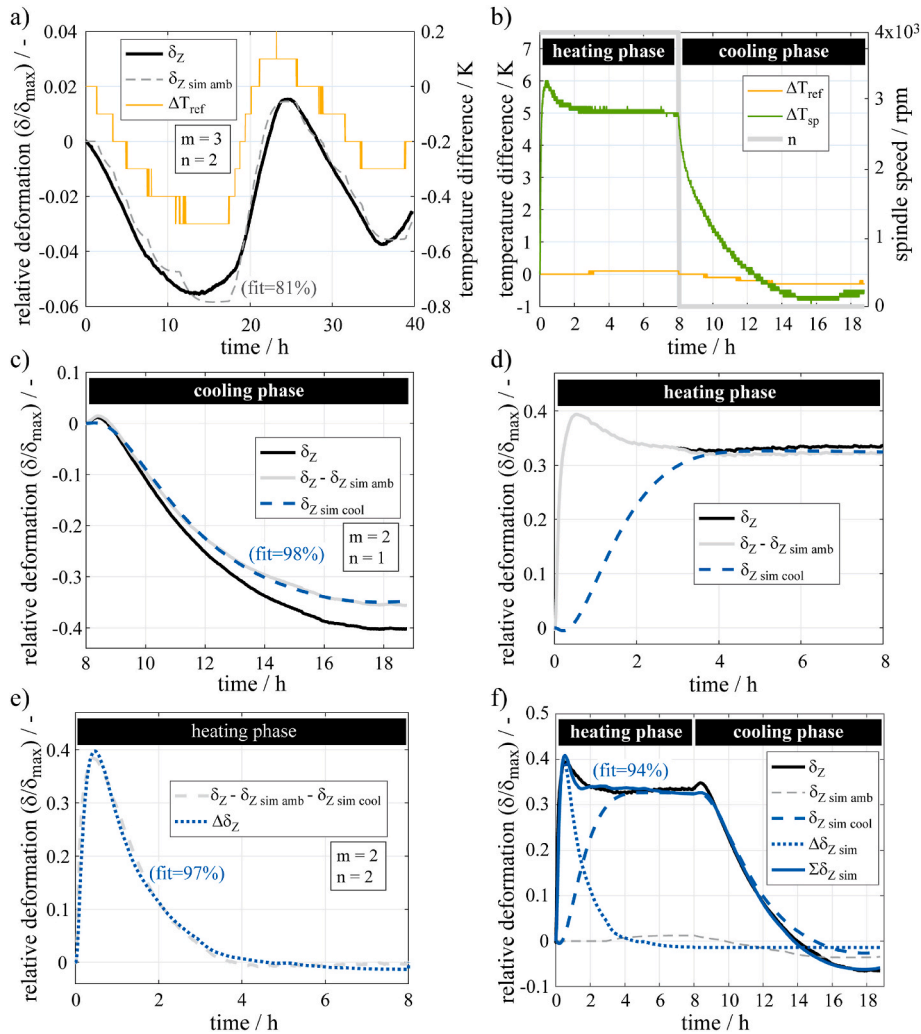 a)
relative deformation (δ/δmax) / -
0.04
0.02
0
-0.02
-0.04
-0.06
δZ
δZ sim amb
ΔTref
m = 3
n = 2
(fit=81%)
0.2
0
-0.2
-0.4
-0.6
-0.8
temperature difference / K
0
10
20
30
40
time / h
b)
temperature difference / K
7
6
5
4
3
2
1
0
-1
heating phase
cooling phase
ΔTref
ΔTsp
n
4x10³
3
2
1
0
spindle speed / rpm
0 2 4 6 8 10 12 14 16 18
time / h
c)
relative deformation (δ/δmax) / -
0.1
0
-0.1
-0.2
-0.3
-0.4
cooling phase
δZ
δZ - δZ sim amb
δZ sim cool
(fit=98%)
m = 2
n = 1
8 10 12 14 16 18
time / h
d)
relative deformation (δ/δmax) / -
0.4
0.3
0.2
0.1
0
heating phase
δZ
δZ - δZ sim amb
δZ sim cool
0 2 4 6 8
time / h
e)
relative deformation (δ/δmax) / -
0.4
0.3
0.2
0.1
0
heating phase
δZ - δZ sim amb - δZ sim cool
ΔδZ
(fit=97%)
m = 2
n = 2
0 2 4 6 8
time / h
f)
relative deformation (δ/δmax) / -
0.5
0.4
0.3
0.2
0.1
0
-0.1
heating phase
cooling phase
(fit=94%)
δZ
δZ sim amb
δZ sim cool
ΔδZ sim
ΣδZ sim
0 2 4 6 8 10 12 14 16 18
time / h